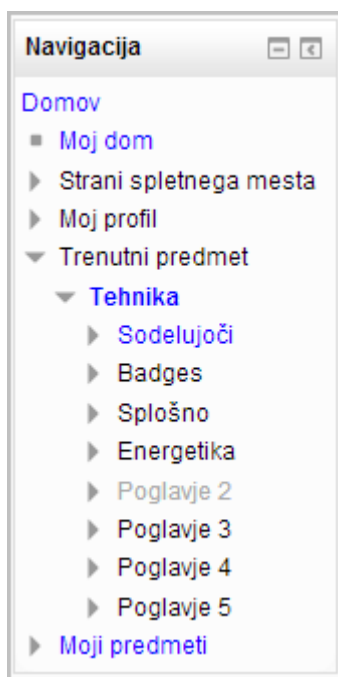 Navigacija
Domov
Moj dom
Strani spletnega mesta
Moj profil
Trenutni predmet
Tehnika
Sodelujoči
Badges
Splošno
Energetika
Poglavje 2
Poglavje 3
Poglavje 4
Poglavje 5
Moji predmeti